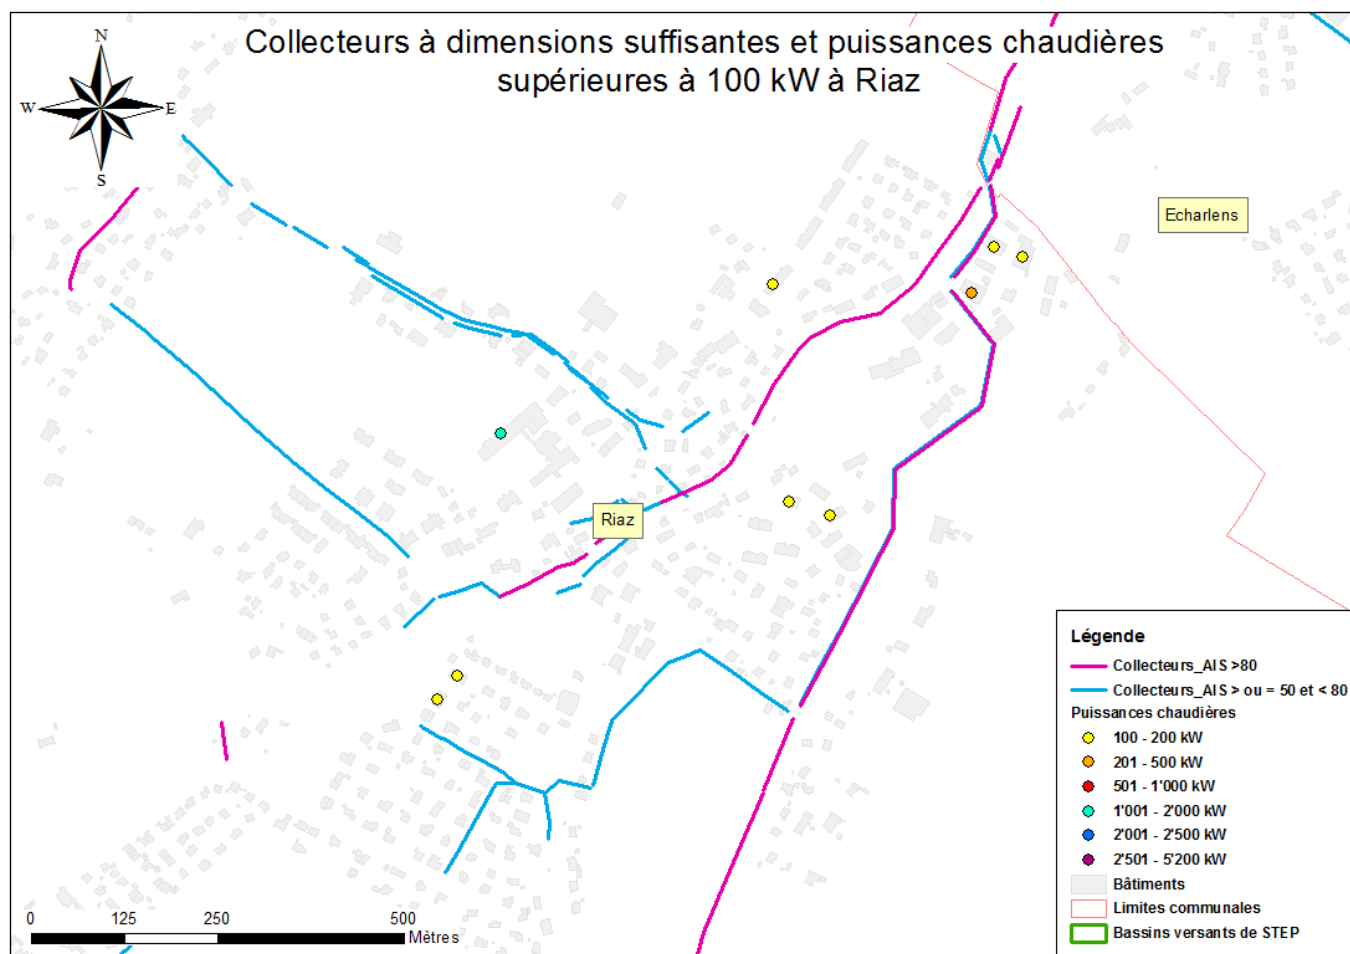 Collecteurs à dimensions suffisantes et puissances chaudières
supérieures à 100 kW à Riaz
N
W
E
S
Echarlens
Riaz
Légende
Collecteurs_AIS >80
Collecteurs_AIS > ou = 50 et < 80
Puissances chaudières
100 - 200 kW
201 - 500 kW
501 - 1'000 kW
1'001 - 2'000 kW
2'001 - 2'500 kW
2'501 - 5'200 kW
Bâtiments
Limites communales
Bassins versants de STEP
0 125 250 500
Mètres